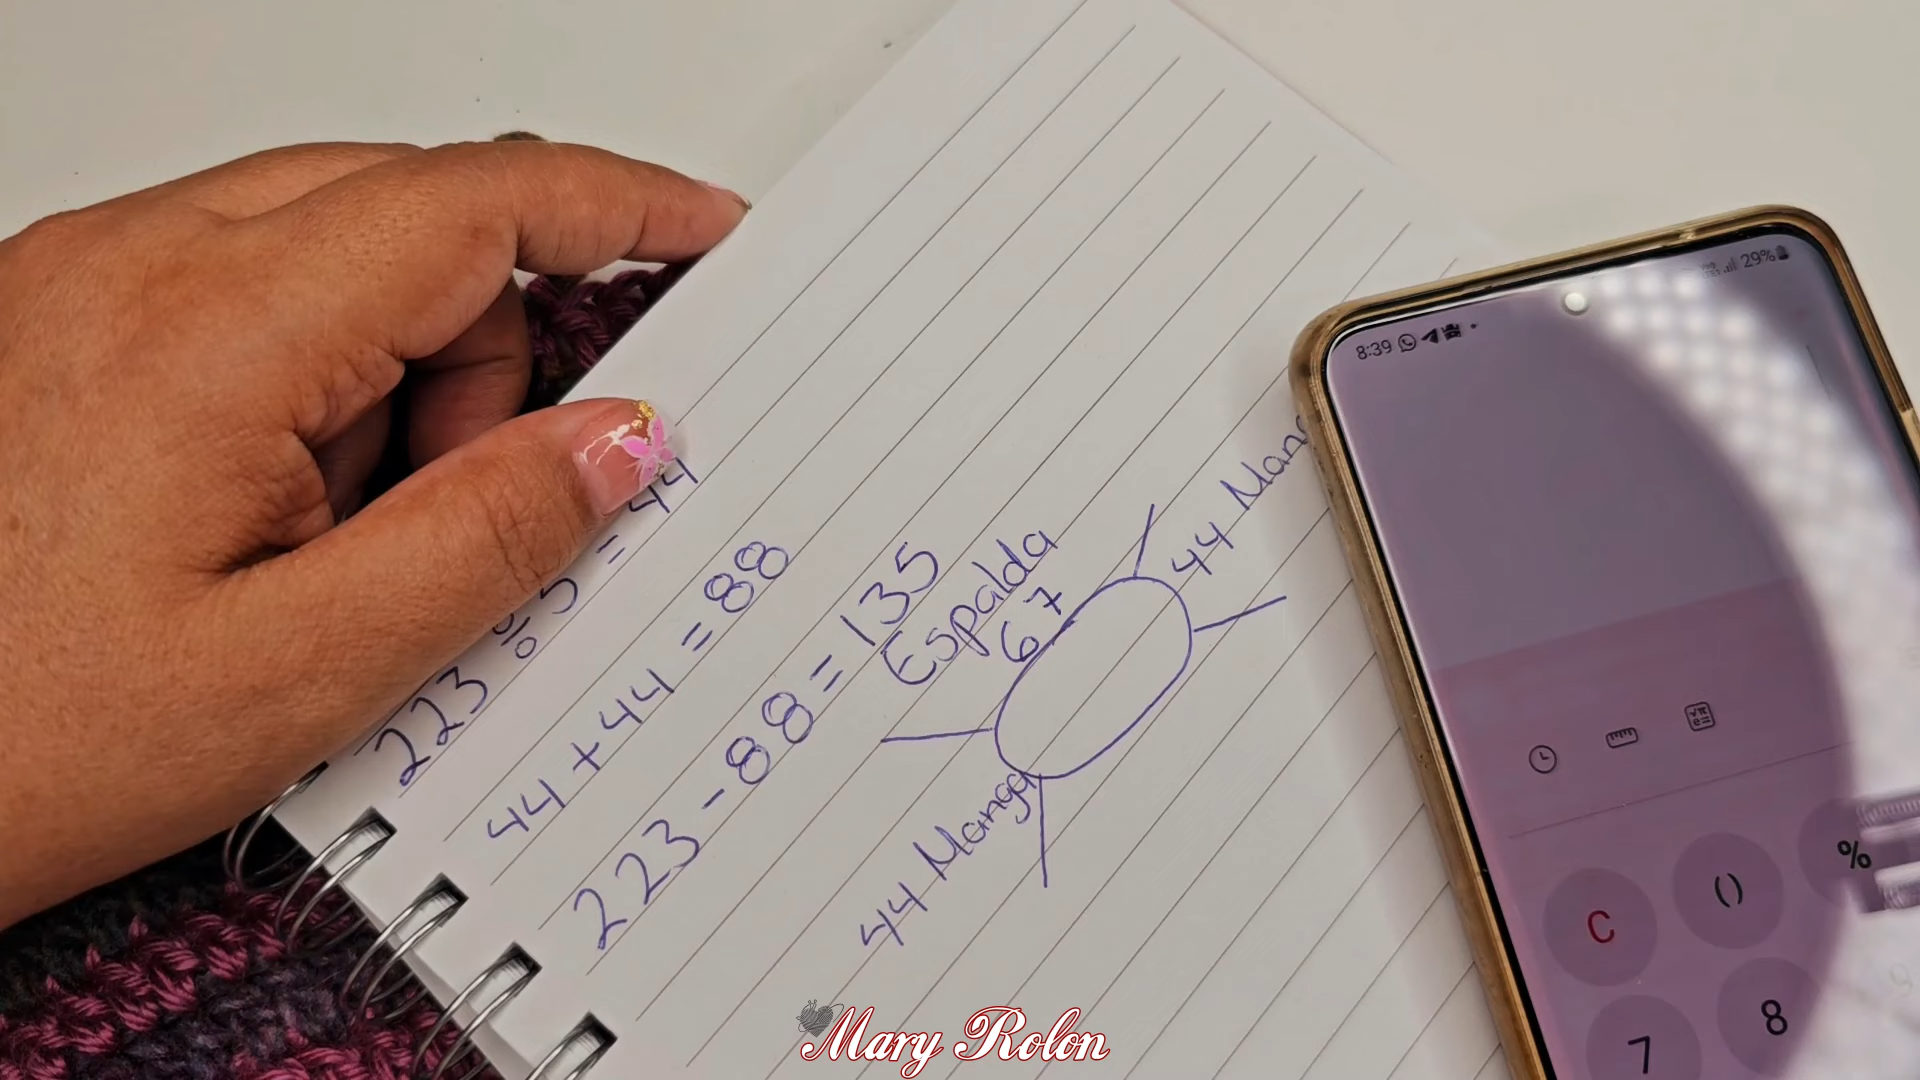 223 % 5 = 44
44 + 44 = 88
223 - 88 = 135
Espalda
67
44 Manga
44
8:39
29%
C
()
%
7
8
9
Mary Rolon